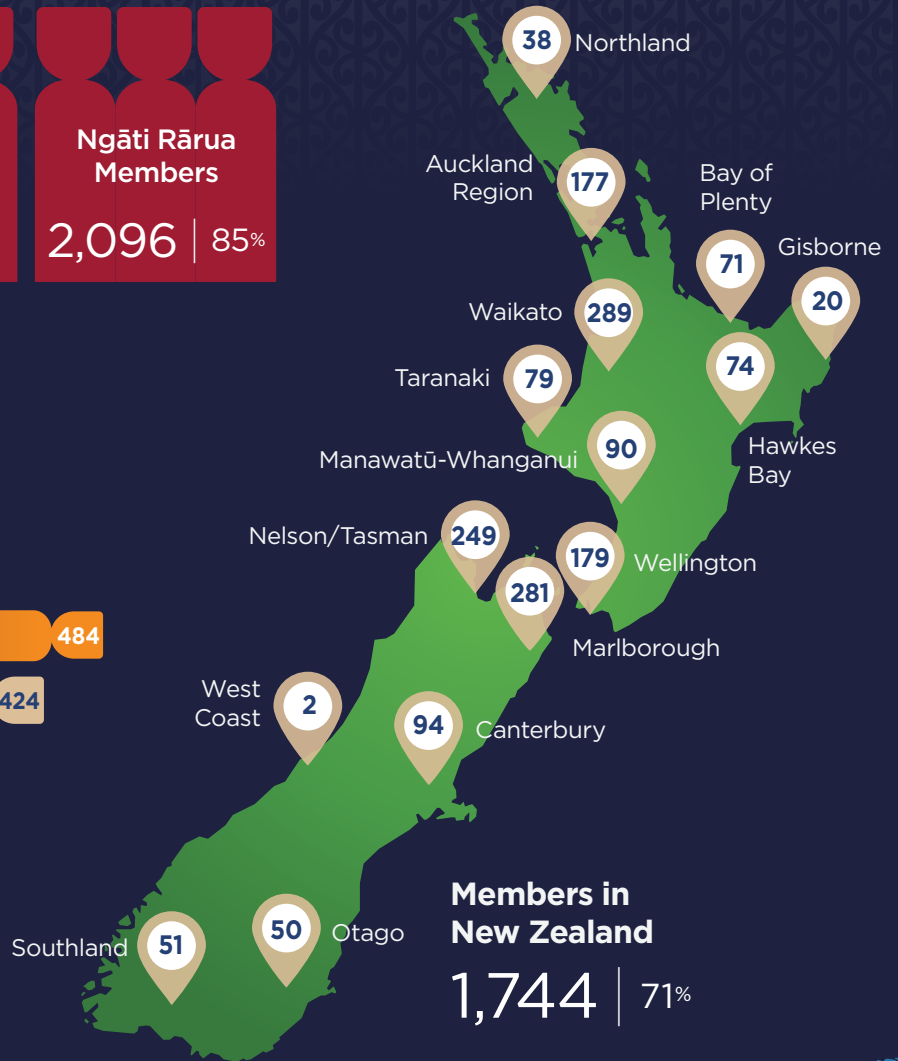 Ngāti Rārua
Members
2,096 | 85%
38 Northland
Auckland
Region
177
Bay of
Plenty
71
Gisborne
20
Waikato 289
Taranaki 79
74
Hawkes
Bay
Manawatū-Whanganui 90
Nelson/Tasman 249
179 Wellington
281
Marlborough
484
424
West
Coast
2
94 Canterbury
Southland 51
50 Otago
Members in
New Zealand
1,744 | 71%